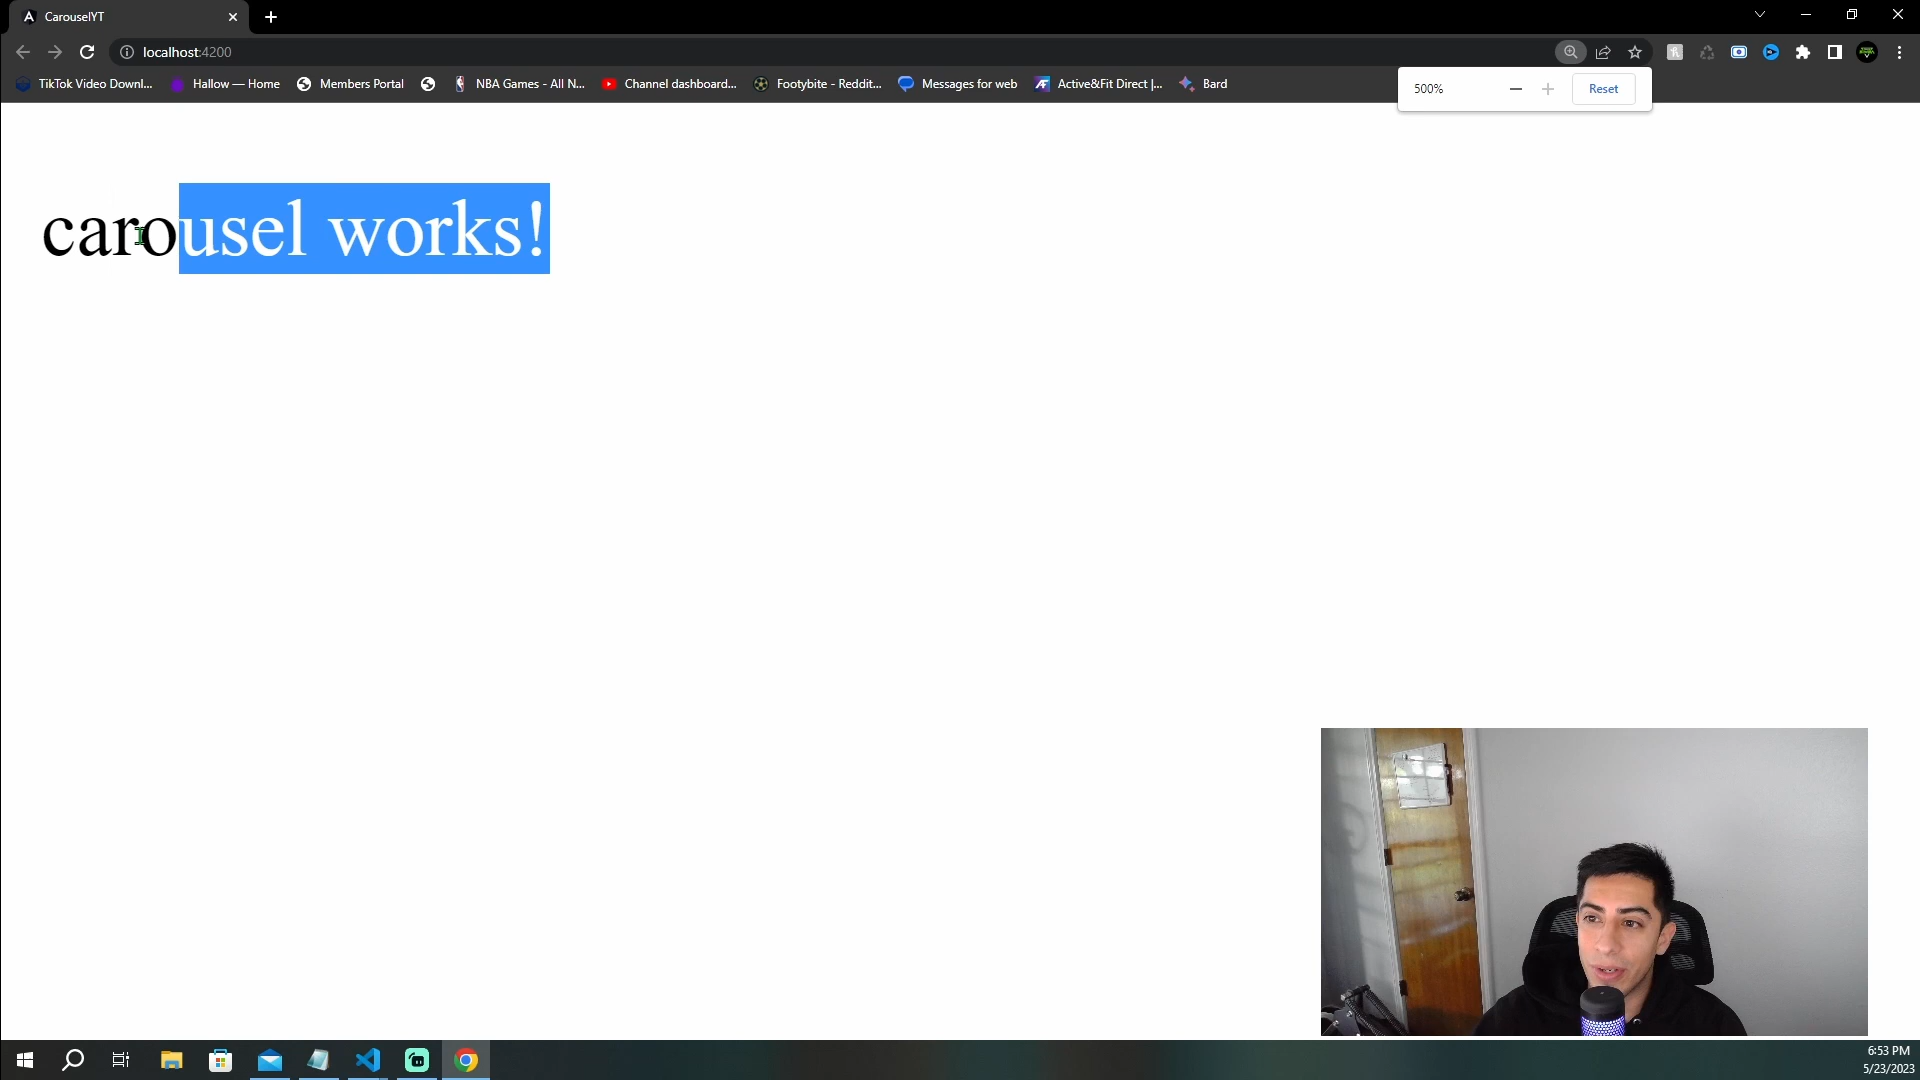 CarouselYT
localhost:4200
TikTok Video Downl...
Hallow — Home
Members Portal
NBA Games - All N...
Channel dashboard...
Footybite - Reddit...
Messages for web
Active&Fit Direct |...
Bard
500%
Reset
carousel works!
6:53 PM
5/23/2023